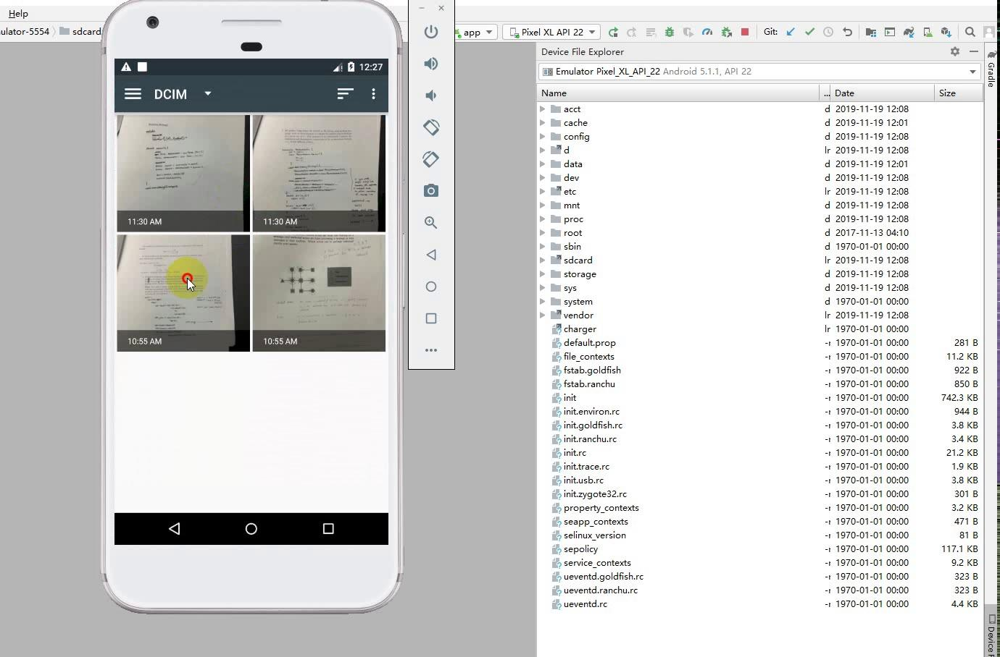 Help
ulator-5554
sdcard
app
Pixel XL API 22
Git:
12:27
DCIM
11:30 AM
11:30 AM
10:55 AM
10:55 AM
Device File Explorer
Emulator Pixel_XL_API_22 Android 5.1.1, API 22
Name ... Date Size
acct d 2019-11-19 12:08
cache d 2019-11-19 12:01
config d 2019-11-19 12:08
d lr 2019-11-19 12:08
data d 2019-11-19 12:01
dev d 2019-11-19 12:08
etc lr 2019-11-19 12:08
mnt d 2019-11-19 12:08
proc d 2019-11-19 12:08
root d 2017-11-13 04:10
sbin d 1970-01-01 00:00
sdcard lr 2019-11-19 12:08
storage d 2019-11-19 12:08
sys d 2019-11-19 12:08
system d 1970-01-01 00:00
vendor lr 2019-11-19 12:08
charger lr 1970-01-01 00:00
default.prop -r 1970-01-01 00:00 281 B
file_contexts -r 1970-01-01 00:00 11.2 KB
fstab.goldfish -r 1970-01-01 00:00 922 B
fstab.ranchu -r 1970-01-01 00:00 850 B
init -r 1970-01-01 00:00 742.3 KB
init.environ.rc -r 1970-01-01 00:00 944 B
init.goldfish.rc -r 1970-01-01 00:00 3.8 KB
init.ranchu.rc -r 1970-01-01 00:00 3.4 KB
init.rc -r 1970-01-01 00:00 21.2 KB
init.trace.rc -r 1970-01-01 00:00 1.9 KB
init.usb.rc -r 1970-01-01 00:00 3.8 KB
init.zygote32.rc -r 1970-01-01 00:00 301 B
property_contexts -r 1970-01-01 00:00 3.2 KB
seapp_contexts -r 1970-01-01 00:00 471 B
selinux_version -r 1970-01-01 00:00 81 B
sepolicy -r 1970-01-01 00:00 117.1 KB
service_contexts -r 1970-01-01 00:00 9.2 KB
ueventd.goldfish.rc -r 1970-01-01 00:00 323 B
ueventd.ranchu.rc -r 1970-01-01 00:00 323 B
ueventd.rc -r 1970-01-01 00:00 4.4 KB
Gradle
Device F